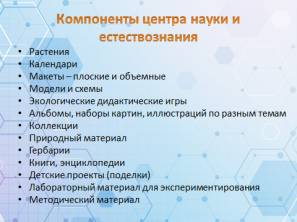 Компоненты центра науки и
естествознания
• Растения
• Календари
• Макеты – плоские и объемные
• Модели и схемы
• Экологические дидактические игры
• Альбомы, наборы картин, иллюстраций по разным темам
• Коллекции
• Природный материал
• Гербарии
• Книги, энциклопедии
• Детские проекты (поделки)
• Лабораторный материал для экспериментирования
• Методический материал